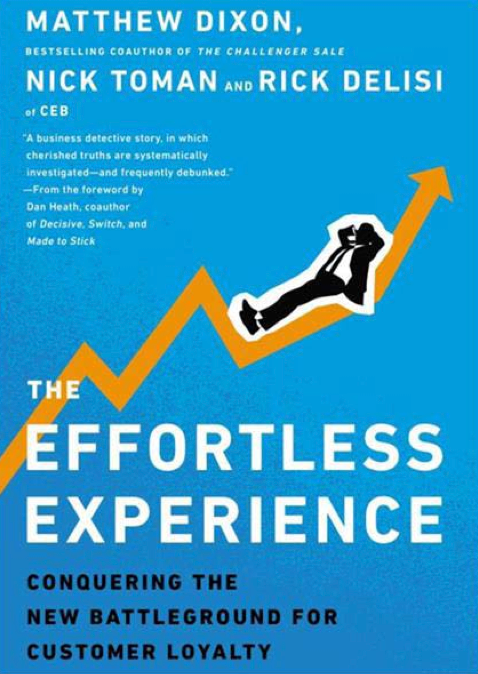 MATTHEW DIXON,
BESTSELLING COAUTHOR OF THE CHALLENGER SALE
NICK TOMAN AND RICK DELISI
of CEB
"A business detective story, in which
cherished truths are systematically
investigated—and frequently debunked."
—From the foreword by
Dan Heath, coauthor
of Decisive, Switch, and
Made to Stick
THE
EFFORTLESS
EXPERIENCE
CONQUERING THE
NEW BATTLEGROUND FOR
CUSTOMER LOYALTY